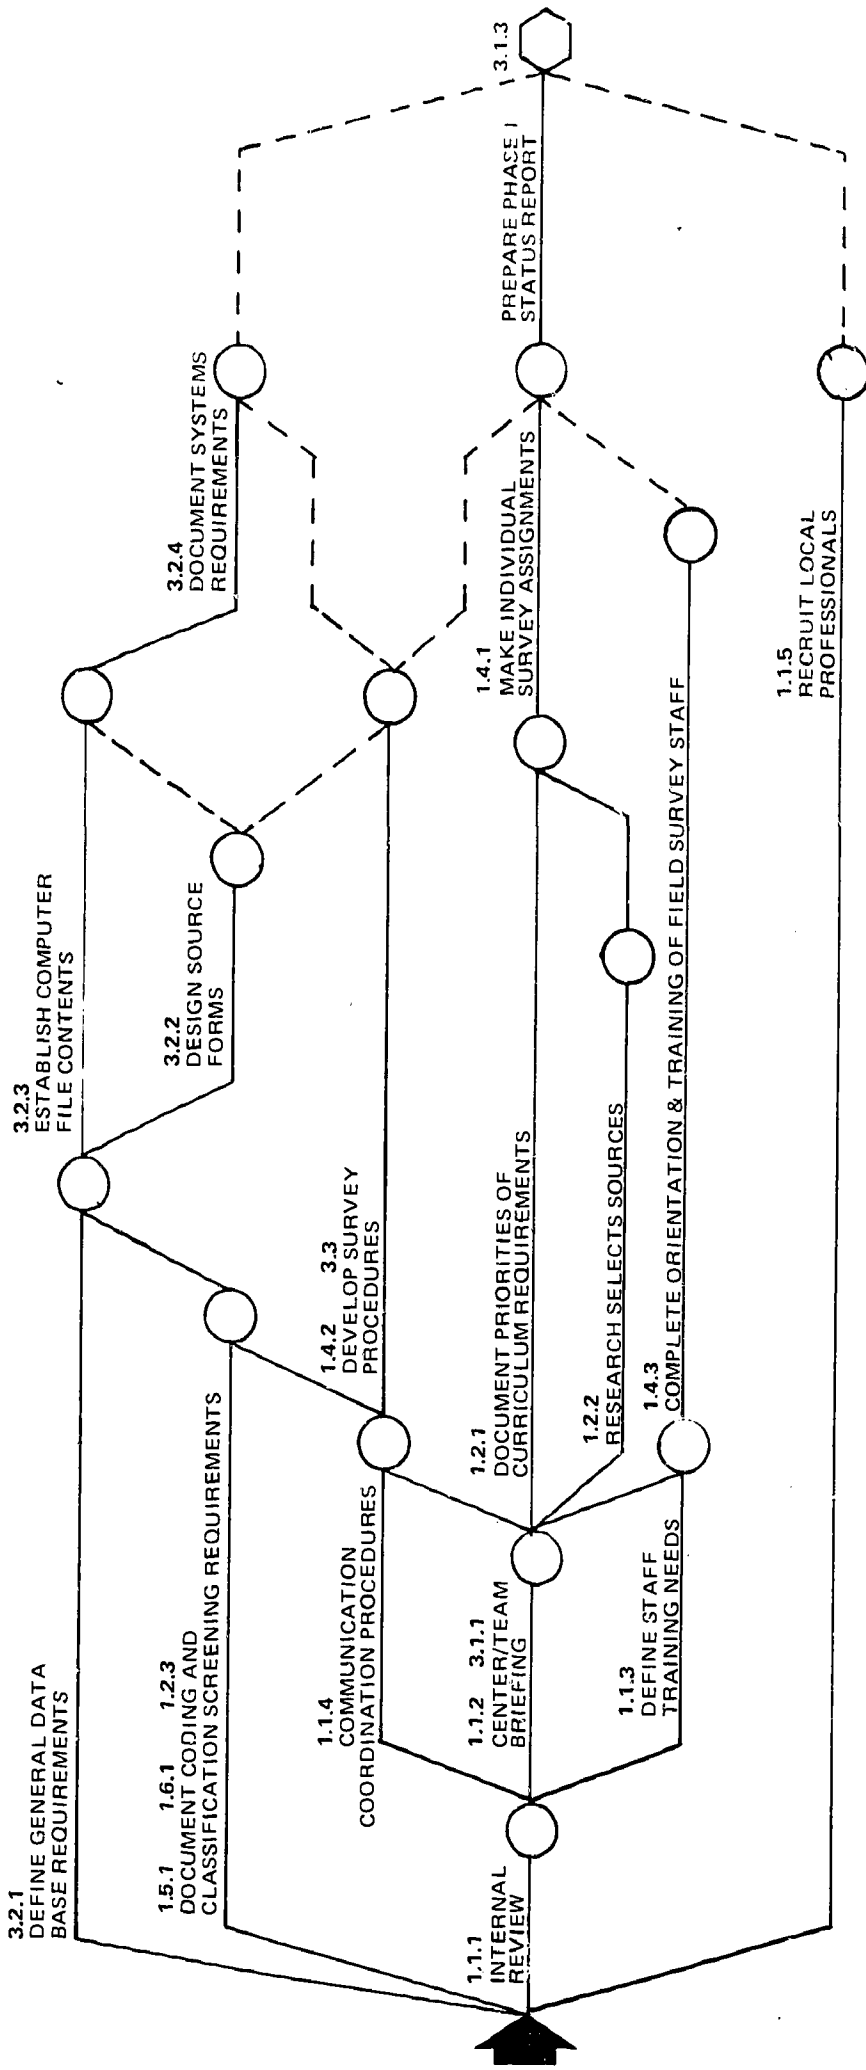 3.2.1
DEFINE GENERAL DATA
BASE REQUIREMENTS
1.5.1 1.6.1 1.2.3
DOCUMENT CODING AND
CLASSIFICATION SCREENING REQUIREMENTS
1.1.4
COMMUNICATION
COORDINATION PROCEDURES
1.1.1
INTERNAL
REVIEW
1.1.2 3.1.1
CENTER/TEAM
BRIEFING
1.1.3
DEFINE STAFF
TRAINING NEEDS
3.2.3
ESTABLISH COMPUTER
FILE CONTENTS
3.2.2
DESIGN SOURCE
FORMS
1.4.2 3.3
DEVELOP SURVEY
PROCEDURES
1.2.1
DOCUMENT PRIORITIES OF
CURRICULUM REQUIREMENTS
1.2.2
RESEARCH SELECTS SOURCES
1.4.3
COMPLETE ORIENTATION & TRAINING OF FIELD SURVEY STAFF
3.2.4
DOCUMENT SYSTEMS
REQUIREMENTS
1.4.1
MAKE INDIVIDUAL
SURVEY ASSIGNMENTS
1.1.5
RECRUIT LOCAL
PROFESSIONALS
PREPARE PHASE I
STATUS REPORT
3.1.3